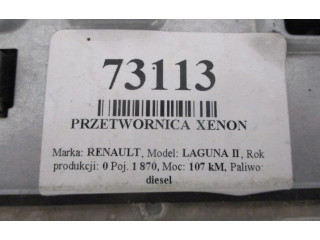 73113
PRZETWORNICA XENON
Marka: RENAULT, Model: LAGUNA II, Rok
produkcji: 0 Poj. 1 870, Moc: 107 kM, Paliwo:
diesel